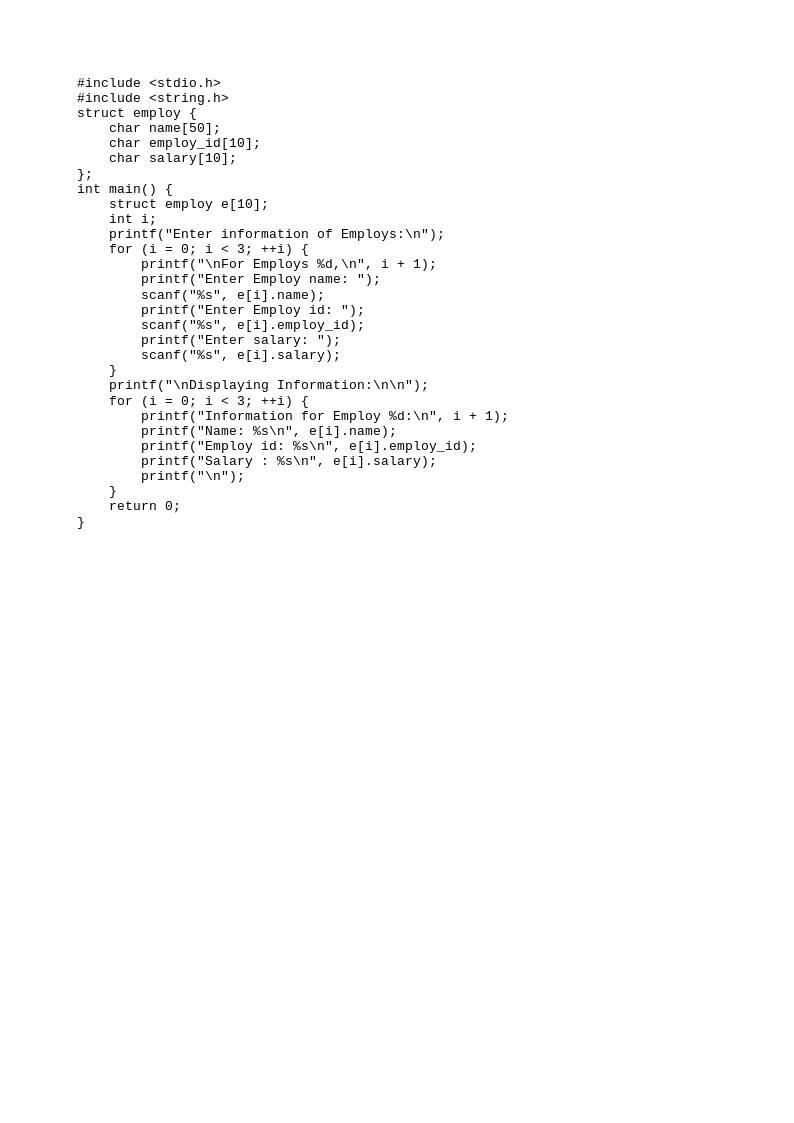 #include <stdio.h>
#include <string.h>
struct employ {
    char name[50];
    char employ_id[10];
    char salary[10];
};
int main() {
    struct employ e[10];
    int i;
    printf("Enter information of Employs:\n");
    for (i = 0; i < 3; ++i) {
        printf("\nFor Employs %d,\n", i + 1);
        printf("Enter Employ name: ");
        scanf("%s", e[i].name);
        printf("Enter Employ id: ");
        scanf("%s", e[i].employ_id);
        printf("Enter salary: ");
        scanf("%s", e[i].salary);
    }
    printf("\nDisplaying Information:\n\n");
    for (i = 0; i < 3; ++i) {
        printf("Information for Employ %d:\n", i + 1);
        printf("Name: %s\n", e[i].name);
        printf("Employ id: %s\n", e[i].employ_id);
        printf("Salary : %s\n", e[i].salary);
        printf("\n");
    }
    return 0;
}